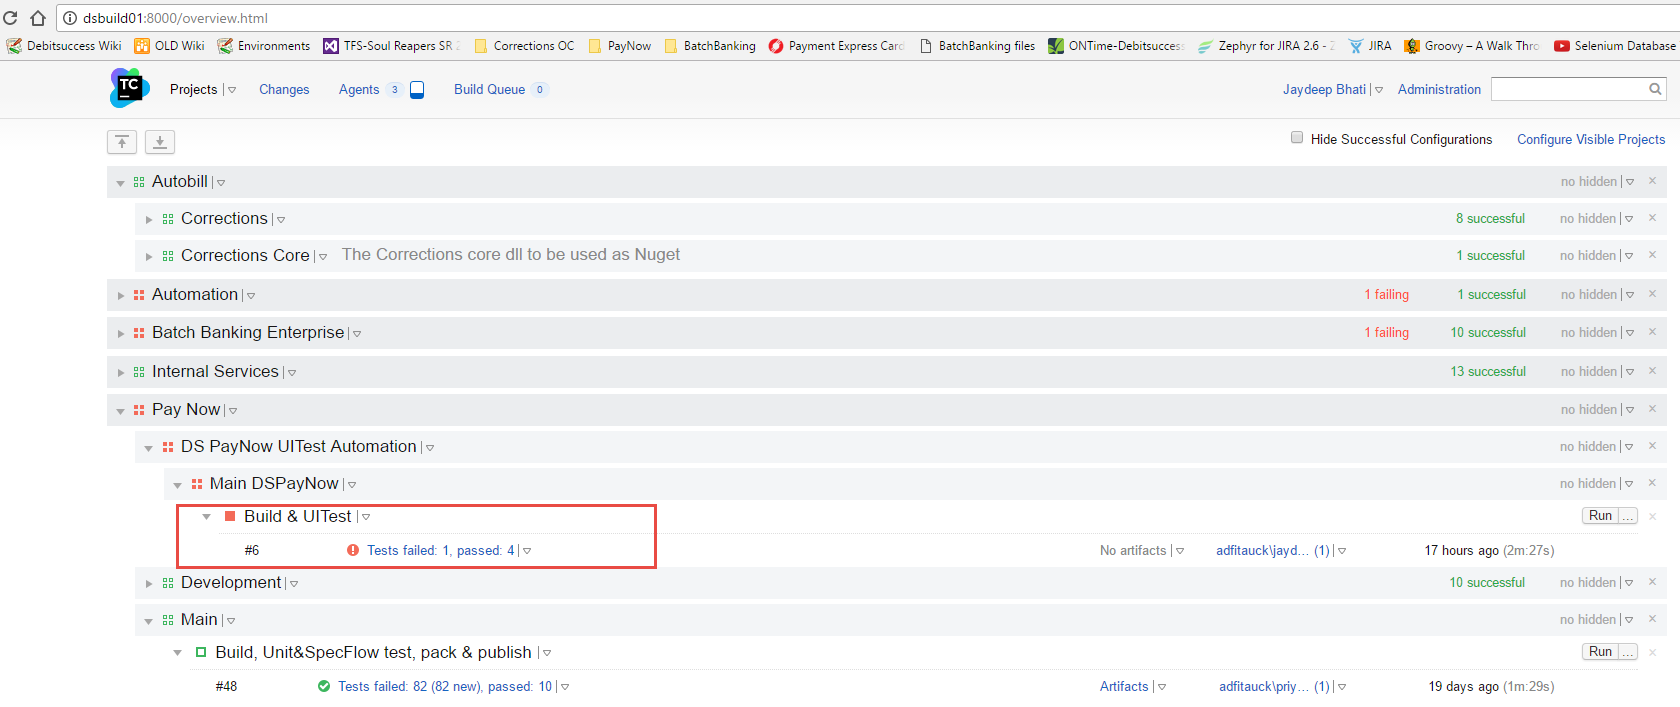 dsbuild01:8000/overview.html
Debitsuccess Wiki OLD Wiki Environments TFS-Soul Reapers SR Corrections OC PayNow BatchBanking Payment Express Card BatchBanking files ONTime-Debitsuccess Zephyr for JIRA 2.6 - JIRA Groovy – A Walk Thro Selenium Database
TC Projects Changes Agents 3 Build Queue 0 Jaydeep Bhati Administration
Hide Successful Configurations Configure Visible Projects
Autobill no hidden
Corrections 8 successful no hidden
Corrections Core The Corrections core dll to be used as Nuget 1 successful no hidden
Automation 1 failing 1 successful no hidden
Batch Banking Enterprise 1 failing 10 successful no hidden
Internal Services 13 successful no hidden
Pay Now no hidden
DS PayNow UITest Automation no hidden
Main DSPayNow no hidden
Build & UITest Run ...
#6 Tests failed: 1, passed: 4 No artifacts adfitauck\jayd... (1) 17 hours ago (2m:27s)
Development 10 successful no hidden
Main no hidden
Build, Unit&SpecFlow test, pack & publish Run ...
#48 Tests failed: 82 (82 new), passed: 10 Artifacts adfitauck\priy... (1) 19 days ago (1m:29s)